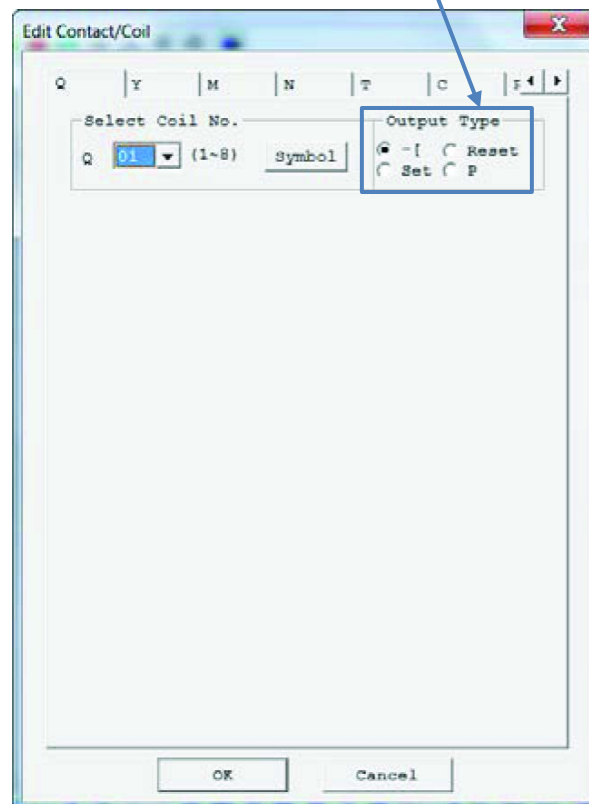 Edit Contact/Coil
Q Y M N T C
Select Coil No. Output Type
Q 01 (1~8) Symbol -[ Reset
Set P
OK Cancel